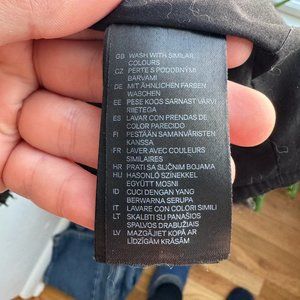 GB WASH WITH SIMILAR
COLOURS
CZ PERTE S PODOBNÝMI
BARVAMI
DE MIT ÄHNLICHEN FARBEN
WASCHEN
EE PESE KOOS SARNAST VÄRVI
RIIETEGA
ES LAVAR CON PRENDAS DE
COLOR PARECIDO
FI PESTÄÄN SAMANVÄRISTEN
KANSSA
FR LAVER AVEC COULEURS
SIMILAIRES
HR PRATI SA SLIČNIM BOJAMA
HU HASONLÓ SZÍNEKKEL
EGYÜTT MOSNI
ID CUCI DENGAN YANG
BERWARNA SERUPA
IT LAVARE CON COLORI SIMILI
LT SKALBTI SU PANAŠIOS
SPALVOS DRABUŽIAIS
LV MAZGĀJIET KOPĀ AR
LĪDZĪGĀM KRĀSĀM